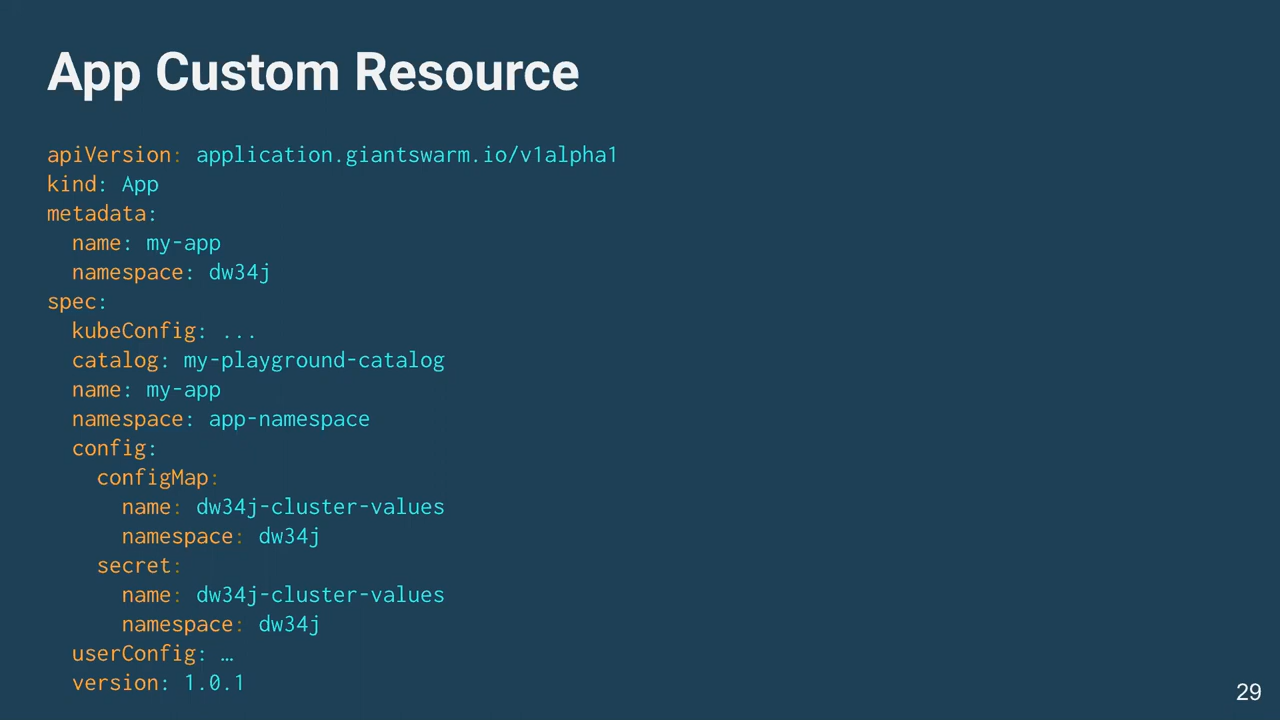 App Custom Resource
apiVersion: application.giantswarm.io/v1alpha1
kind: App
metadata:
  name: my-app
  namespace: dw34j
spec:
  kubeConfig: ...
  catalog: my-playground-catalog
  name: my-app
  namespace: app-namespace
  config:
    configMap:
      name: dw34j-cluster-values
      namespace: dw34j
    secret:
      name: dw34j-cluster-values
      namespace: dw34j
  userConfig: …
  version: 1.0.1
29